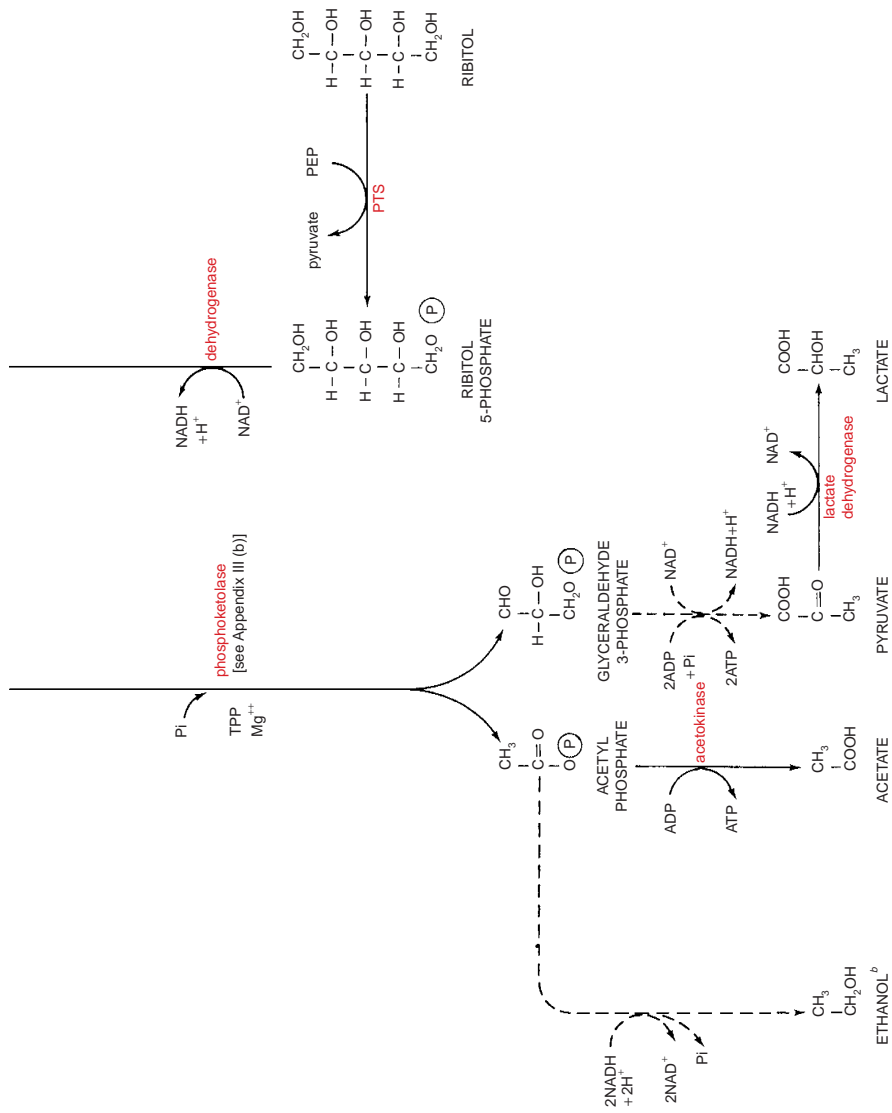 CH₂OH
H–C–OH
H–C–OH
H–C–OH
CH₂OH
RIBITOL
PEP
pyruvate
PTS
CH₂OH
H–C–OH
H–C–OH
H–C–OH
CH₂O P
RIBITOL
5-PHOSPHATE
dehydrogenase
NADH
+H⁺
NAD⁺
Pi
phosphoketolase
[see Appendix III (b)]
TPP
Mg⁺⁺
CH₃
C=O
O P
ACETYL
PHOSPHATE
CHO
H–C–OH
CH₂O P
GLYCERALDEHYDE
3-PHOSPHATE
2NADH
+2H⁺
2NAD⁺
Pi
ADP
ATP
acetokinase
2ADP
+Pi
2ATP
NAD⁺
NADH+H⁺
NADH
+H⁺
NAD⁺
lactate
dehydrogenase
CH₃
CH₂OH
ETHANOLᵇ
CH₃
COOH
ACETATE
COOH
C=O
CH₃
PYRUVATE
COOH
CHOH
CH₃
LACTATE